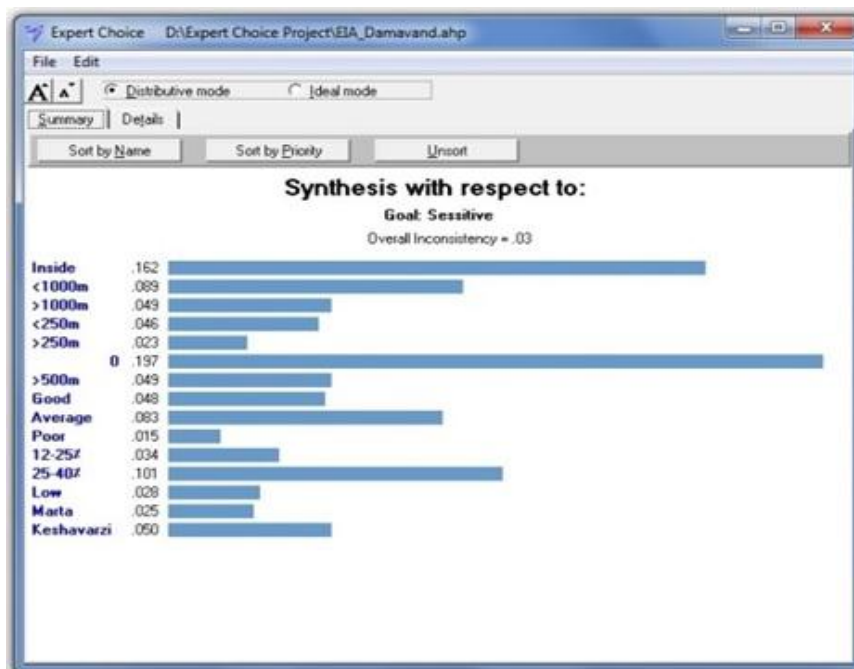 Expert Choice D:\Expert Choice Project\EIA_Damavand.ahp
File Edit
A A Distributive mode Ideal mode
Summary Details
Sort by Name Sort by Priority Unsort
Synthesis with respect to:
Goal: Sessitive
Overall Inconsistency = .03
Inside .162
<1000m .089
>1000m .049
<250m .046
>250m .023
0 .197
>500m .049
Good .048
Average .083
Poor .015
12-25% .034
25-40% .101
Low .028
Marta .025
Keshavarzi .050